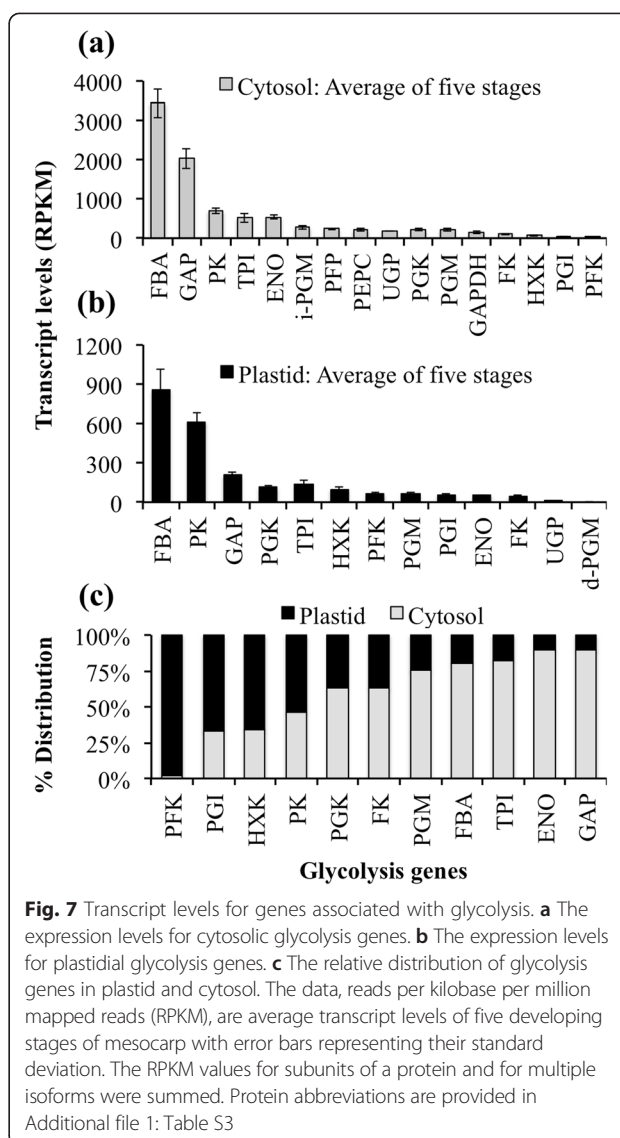 (a)
Cytosol: Average of five stages
4000
3000
2000
1000
0
FBA
GAP
PK
TPI
ENO
i-PGM
PFP
PEPC
UGP
PGK
PGM
GAPDH
FK
HXK
PGI
PFK
Transcript levels (RPKM)
(b)
Plastid: Average of five stages
1200
900
600
300
0
FBA
PK
GAP
PGK
TPI
HXK
PFK
PGM
PGI
ENO
FK
UGP
d-PGM
(c)
Plastid Cytosol
% Distribution
100%
75%
50%
25%
0%
PFK
PGI
HXK
PK
PGK
FK
PGM
FBA
TPI
ENO
GAP
Glycolysis genes
Fig. 7 Transcript levels for genes associated with glycolysis. a The
expression levels for cytosolic glycolysis genes. b The expression levels
for plastidial glycolysis genes. c The relative distribution of glycolysis
genes in plastid and cytosol. The data, reads per kilobase per million
mapped reads (RPKM), are average transcript levels of five developing
stages of mesocarp with error bars representing their standard
deviation. The RPKM values for subunits of a protein and for multiple
isoforms were summed. Protein abbreviations are provided in
Additional file 1: Table S3